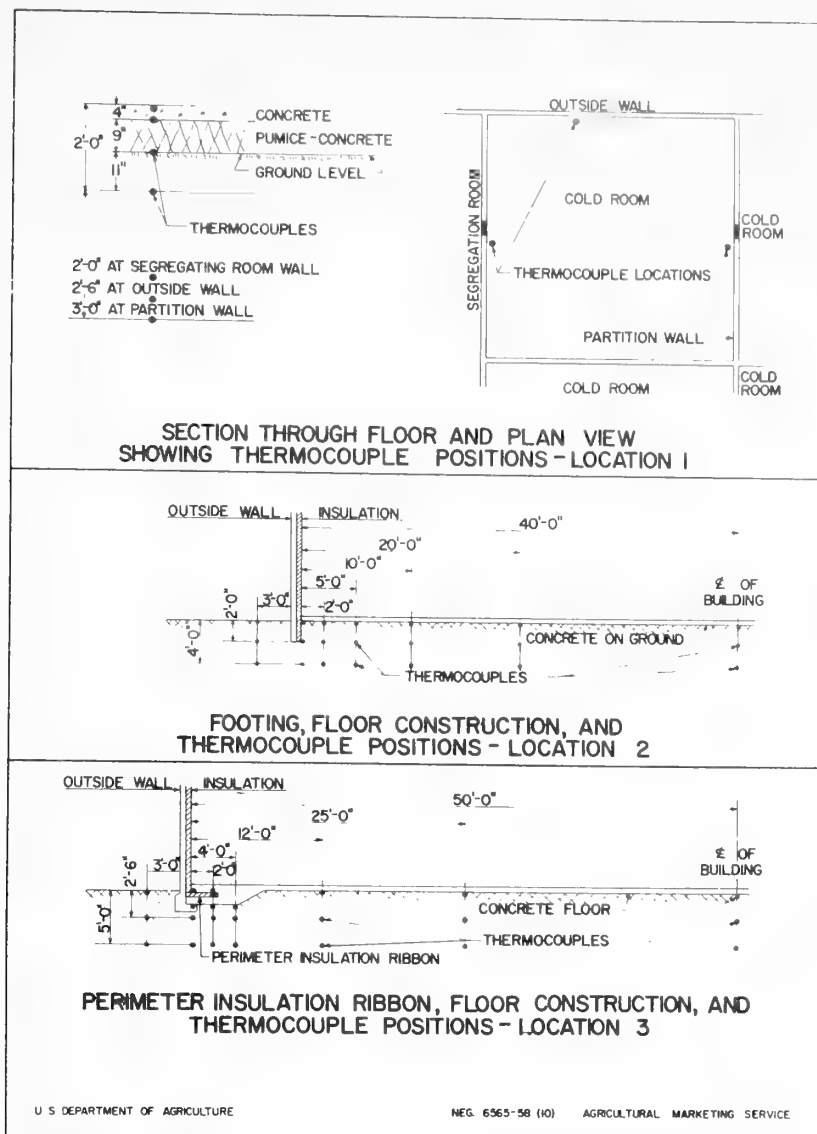 4"
CONCRETE
9"
PUMICE-CONCRETE
2'-0"
11"
GROUND LEVEL
THERMOCOUPLES
2'-0" AT SEGREGATING ROOM WALL
2'-6" AT OUTSIDE WALL
3'-0" AT PARTITION WALL
OUTSIDE WALL
SEGREGATION ROOM
COLD ROOM
COLD
ROOM
THERMOCOUPLE LOCATIONS
PARTITION WALL
COLD ROOM
COLD
ROOM
SECTION THROUGH FLOOR AND PLAN VIEW
SHOWING THERMOCOUPLE POSITIONS - LOCATION 1
OUTSIDE WALL INSULATION
40'-0"
20'-0"
10'-0"
5'-0"
2'-0"
3'-0"
2'-0"
4'-0"
℄ OF
BUILDING
CONCRETE ON GROUND
THERMOCOUPLES
FOOTING, FLOOR CONSTRUCTION, AND
THERMOCOUPLE POSITIONS - LOCATION 2
OUTSIDE WALL INSULATION
50'-0"
25'-0"
12'-0"
4'-0"
2'-0"
3'-0"
2'-6"
5'-0"
℄ OF
BUILDING
CONCRETE FLOOR
THERMOCOUPLES
PERIMETER INSULATION RIBBON
PERIMETER INSULATION RIBBON, FLOOR CONSTRUCTION, AND
THERMOCOUPLE POSITIONS - LOCATION 3
U S DEPARTMENT OF AGRICULTURE
NEG. 6565-58 (10) AGRICULTURAL MARKETING SERVICE